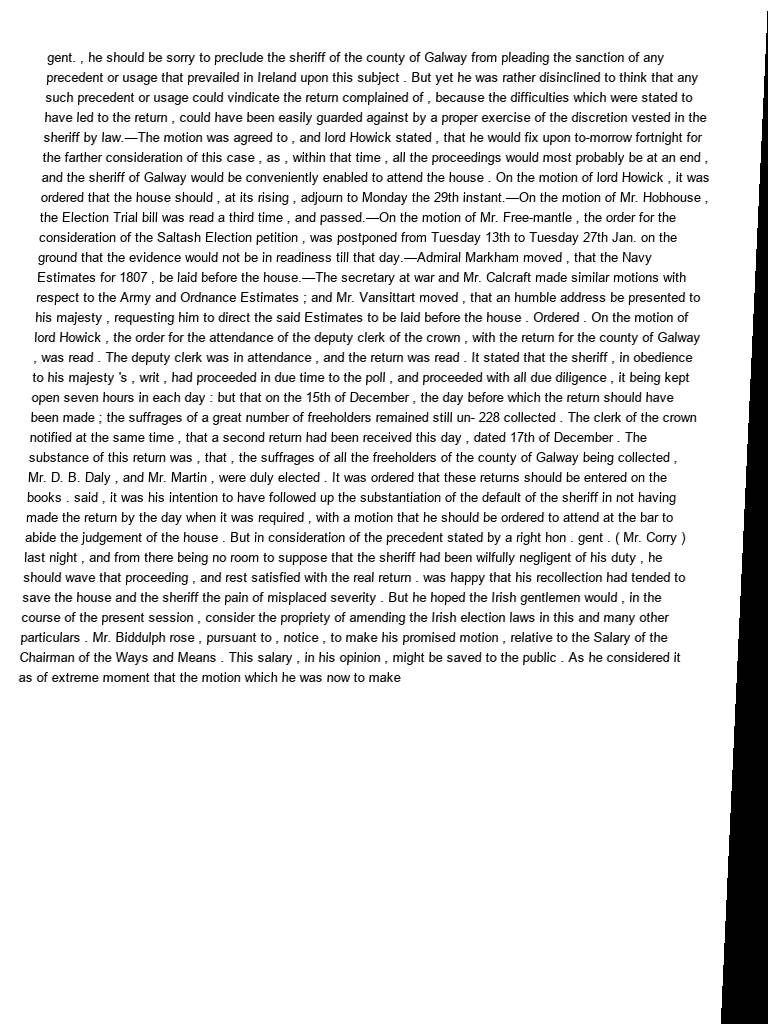 gent. , he should be sorry to preclude the sheriff of the county of Galway from pleading the sanction of any
precedent or usage that prevailed in Ireland upon this subject . But yet he was rather disinclined to think that any
such precedent or usage could vindicate the return complained of , because the difficulties which were stated to
have led to the return , could have been easily guarded against by a proper exercise of the discretion vested in the
sheriff by law.—The motion was agreed to , and lord Howick stated , that he would fix upon to-morrow fortnight for
the farther consideration of this case , as , within that time , all the proceedings would most probably be at an end ,
and the sheriff of Galway would be conveniently enabled to attend the house . On the motion of lord Howick , it was
ordered that the house should , at its rising , adjourn to Monday the 29th instant.—On the motion of Mr. Hobhouse ,
the Election Trial bill was read a third time , and passed.—On the motion of Mr. Free-mantle , the order for the
consideration of the Saltash Election petition , was postponed from Tuesday 13th to Tuesday 27th Jan. on the
ground that the evidence would not be in readiness till that day.—Admiral Markham moved , that the Navy
Estimates for 1807 , be laid before the house.—The secretary at war and Mr. Calcraft made similar motions with
respect to the Army and Ordnance Estimates ; and Mr. Vansittart moved , that an humble address be presented to
his majesty , requesting him to direct the said Estimates to be laid before the house . Ordered . On the motion of
lord Howick , the order for the attendance of the deputy clerk of the crown , with the return for the county of Galway
, was read . The deputy clerk was in attendance , and the return was read . It stated that the sheriff , in obedience
to his majesty 's , writ , had proceeded in due time to the poll , and proceeded with all due diligence , it being kept
open seven hours in each day : but that on the 15th of December , the day before which the return should have
been made ; the suffrages of a great number of freeholders remained still un- 228 collected . The clerk of the crown
notified at the same time , that a second return had been received this day , dated 17th of December . The
substance of this return was , that , the suffrages of all the freeholders of the county of Galway being collected ,
Mr. D. B. Daly , and Mr. Martin , were duly elected . It was ordered that these returns should be entered on the
books . said , it was his intention to have followed up the substantiation of the default of the sheriff in not having
made the return by the day when it was required , with a motion that he should be ordered to attend at the bar to
abide the judgement of the house . But in consideration of the precedent stated by a right hon . gent . ( Mr. Corry )
last night , and from there being no room to suppose that the sheriff had been wilfully negligent of his duty , he
should wave that proceeding , and rest satisfied with the real return . was happy that his recollection had tended to
save the house and the sheriff the pain of misplaced severity . But he hoped the Irish gentlemen would , in the
course of the present session , consider the propriety of amending the Irish election laws in this and many other
particulars . Mr. Biddulph rose , pursuant to , notice , to make his promised motion , relative to the Salary of the
Chairman of the Ways and Means . This salary , in his opinion , might be saved to the public . As he considered it
as of extreme moment that the motion which he was now to make